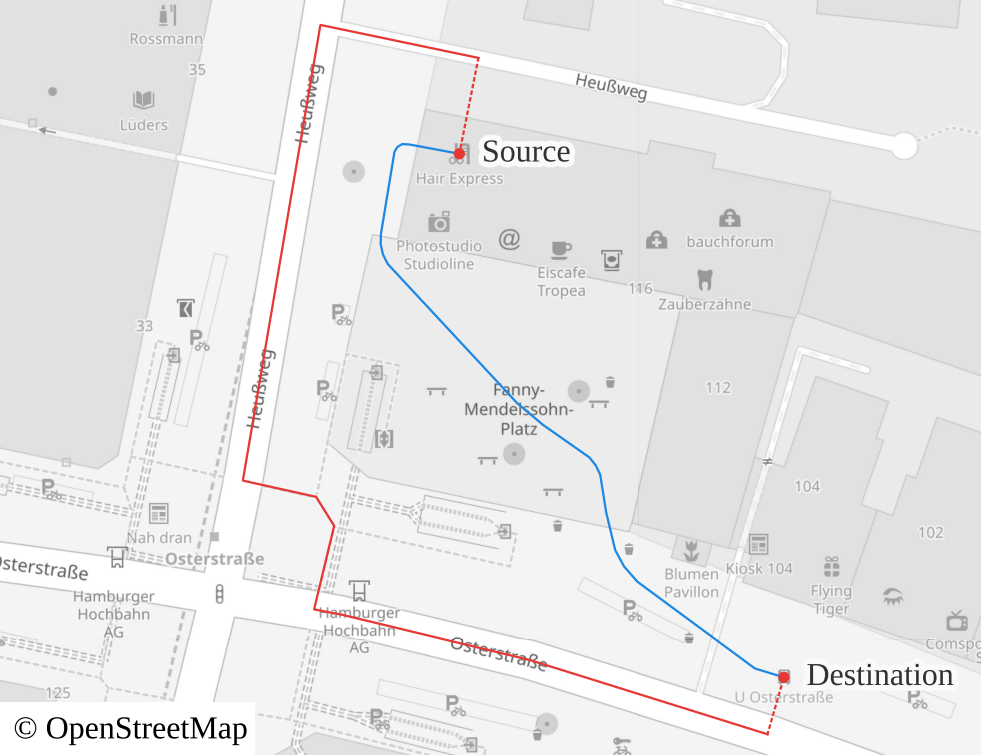 Rossmann
35
Lüders
Heußweg
Heußweg
Source
Hair Express
Photostudio
Studioline
@
Eiscafe
Tropea
bauchforum
116
Zauberzähne
33
P
P
P
Heußweg
112
Fanny-
Mendelssohn-
Platz
104
102
P
Nah dran
Osterstraße
Osterstraße
Hamburger
Hochbahn
AG
Hamburger
Hochbahn
AG
Blumen
Pavillon
Kiosk 104
Flying
Tiger
P
Osterstraße
Destination
U Osterstraße
125
P
P
P
© OpenStreetMap